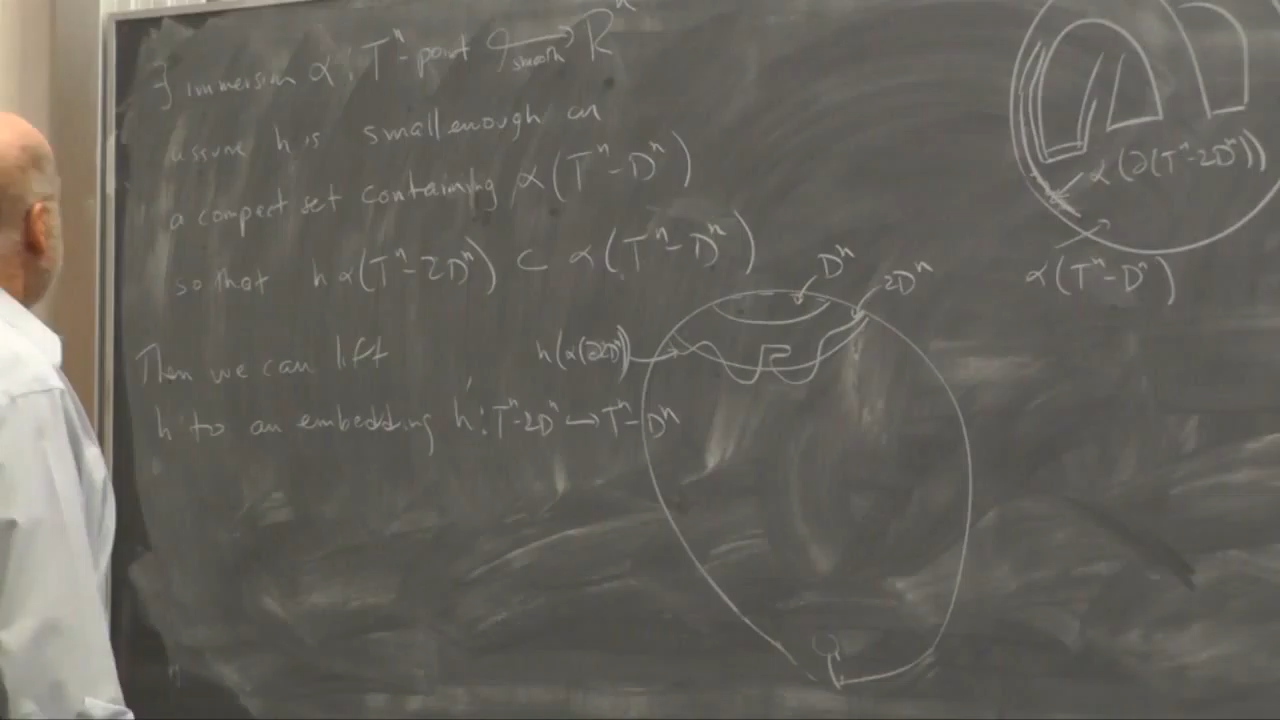 ∃ immersion α : Tⁿ - point ↪ smooth → Rⁿ
assume h is small enough on
a compact set containing α(Tⁿ - Dⁿ)
so that hα(Tⁿ - 2Dⁿ) ⊂ α(Tⁿ - Dⁿ)
Then we can lift
h to an embedding h' : Tⁿ - 2Dⁿ ↪ Tⁿ - Dⁿ
Dⁿ
2Dⁿ
h(α(∂2Dⁿ))
α(∂(Tⁿ - 2Dⁿ))
α(Tⁿ - Dⁿ)